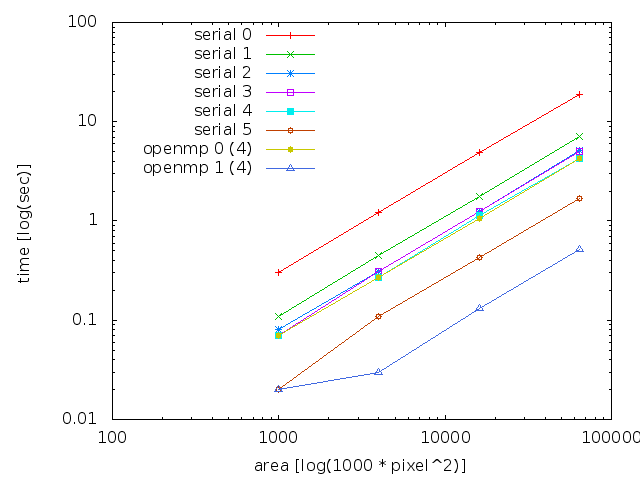 100
10
1
0.1
0.01
100
1000
10000
100000
time [log(sec)]
area [log(1000 * pixel^2)]
serial 0
serial 1
serial 2
serial 3
serial 4
serial 5
openmp 0 (4)
openmp 1 (4)